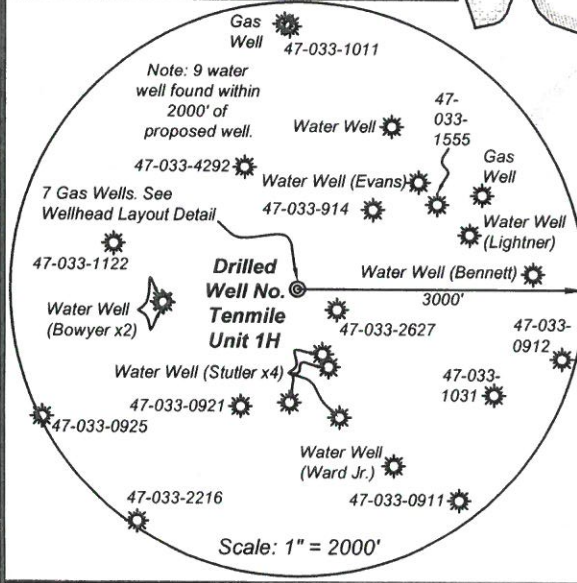 Gas
Well
47-033-1011
Note: 9 water
well found within
2000' of
proposed well.
47-
033-
1555
Water Well
47-033-4292
Water Well (Evans)
Gas
Well
7 Gas Wells. See
Wellhead Layout Detail
47-033-914
Water Well
(Lightner)
47-033-1122
Drilled
Well No.
Tenmile
Unit 1H
Water Well (Bennett)
3000'
Water Well
(Bowyer x2)
47-033-2627
47-033-
0912
Water Well (Stutler x4)
47-033-
1031
47-033-0921
47-033-0925
Water Well
(Ward Jr.)
47-033-2216
47-033-0911
Scale: 1" = 2000'